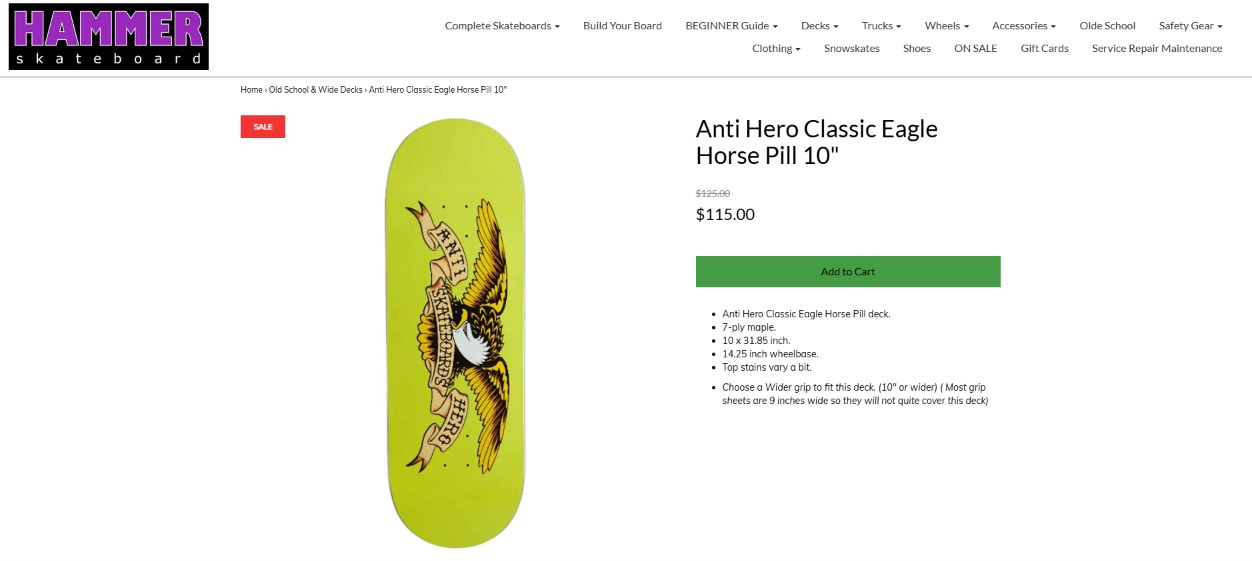 HAMMER
skateboard
Complete Skateboards Build Your Board BEGINNER Guide Decks Trucks Wheels Accessories Olde School Safety Gear
Clothing Snowskates Shoes ON SALE Gift Cards Service Repair Maintenance
Home › Old School & Wide Decks › Anti Hero Classic Eagle Horse Pill 10"
SALE
ANTI
SKATEBOARDS
HERO
Anti Hero Classic Eagle
Horse Pill 10"
$125.00
$115.00
Add to Cart
Anti Hero Classic Eagle Horse Pill deck.
7-ply maple.
10 x 31.85 inch.
14.25 inch wheelbase.
Top stains vary a bit.
Choose a Wider grip to fit this deck. (10" or wider) ( Most grip
sheets are 9 inches wide so they will not quite cover this deck)